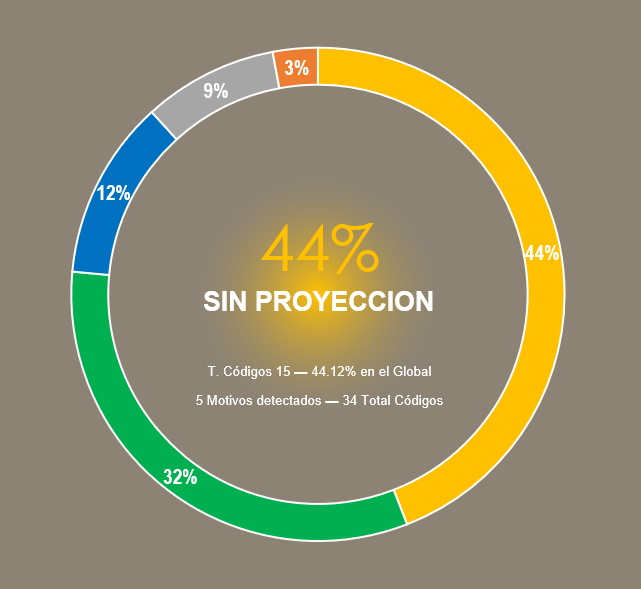 3%
9%
12%
44%
44%
SIN PROYECCION
T. Códigos 15 — 44.12% en el Global
5 Motivos detectados — 34 Total Códigos
32%